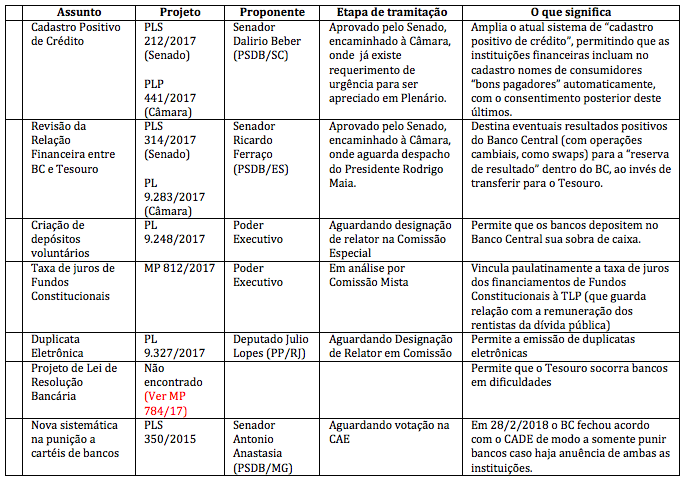 Assunto Projeto Proponente Etapa de tramitação O que significa
Cadastro Positivo
de Crédito
PLS
212/2017
(Senado)
PLP
441/2017
(Câmara)
Senador
Dalirio Beber
(PSDB/SC)
Aprovado pelo Senado,
encaminhado à Câmara,
onde já existe
requerimento de
urgência para ser
apreciado em Plenário.
Amplia o atual sistema de “cadastro
positivo de crédito”, permitindo que as
instituições financeiras incluam no
cadastro nomes de consumidores
“bons pagadores” automaticamente,
com o consentimento posterior deste
últimos.
Revisão da
Relação
Financeira entre
BC e Tesouro
PLS
314/2017
(Senado)
PL
9.283/2017
(Câmara)
Senador
Ricardo
Ferraço
(PSDB/ES)
Aprovado pelo Senado,
encaminhado à Câmara,
onde aguarda despacho
do Presidente Rodrigo
Maia.
Destina eventuais resultados positivos
do Banco Central (com operações
cambiais, como swaps) para a “reserva
de resultado” dentro do BC, ao invés de
transferir para o Tesouro.
Criação de
depósitos
voluntários
PL
9.248/2017
Poder
Executivo
Aguardando designação
de relator na Comissão
Especial
Permite que os bancos depositem no
Banco Central sua sobra de caixa.
Taxa de juros de
Fundos
Constitucionais
MP 812/2017
Poder
Executivo
Em análise por
Comissão Mista
Vincula paulatinamente a taxa de juros
dos financiamentos de Fundos
Constitucionais à TLP (que guarda
relação com a remuneração dos
rentistas da dívida pública)
Duplicata
Eletrônica
PL
9.327/2017
Deputado Julio
Lopes (PP/RJ)
Aguardando Designação
de Relator em Comissão
Permite a emissão de duplicatas
eletrônicas
Projeto de Lei de
Resolução
Bancária
Não
encontrado
(Ver MP
784/17)
Permite que o Tesouro socorra bancos
em dificuldades
Nova sistemática
na punição a
cartéis de bancos
PLS
350/2015
Senador
Antonio
Anastasia
(PSDB/MG)
Aguardando votação na
CAE
Em 28/2/2018 o BC fechou acordo
com o CADE de modo a somente punir
bancos caso haja anuência de ambas as
instituições.